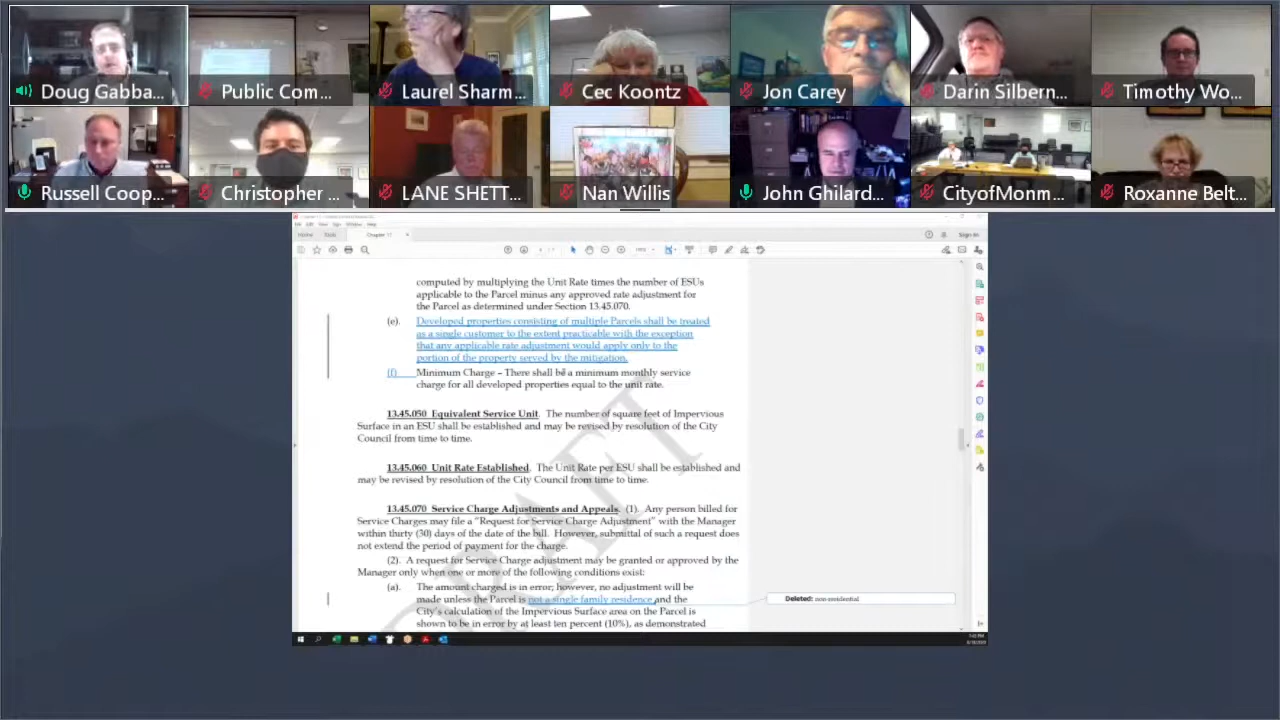 Doug Gabba...
Public Com...
Laurel Sharm...
Cec Koontz
Jon Carey
Darin Silbern...
Timothy Wo...
Russell Coop...
Christopher ...
LANE SHETT...
Nan Willis
John Ghilard...
CityofMonm...
Roxanne Belt...
Home Tools Chapter 13
Sign In
computed by multiplying the Unit Rate times the number of ESUs
applicable to the Parcel minus any approved rate adjustment for
the Parcel as determined under Section 13.45.070.
(e). Developed properties consisting of multiple Parcels shall be treated
as a single customer to the extent practicable with the exception
that any applicable rate adjustment would apply only to the
portion of the property served by the mitigation.
(f) Minimum Charge – There shall be a minimum monthly service
charge for all developed properties equal to the unit rate.
13.45.050 Equivalent Service Unit. The number of square feet of Impervious
Surface in an ESU shall be established and may be revised by resolution of the City
Council from time to time.
13.45.060 Unit Rate Established. The Unit Rate per ESU shall be established and
may be revised by resolution of the City Council from time to time.
13.45.070 Service Charge Adjustments and Appeals. (1). Any person billed for
Service Charges may file a "Request for Service Charge Adjustment" with the Manager
within thirty (30) days of the date of the bill. However, submittal of such a request does
not extend the period of payment for the charge.
(2). A request for Service Charge adjustment may be granted or approved by the
Manager only when one or more of the following conditions exist:
(a). The amount charged is in error; however, no adjustment will be
made unless the Parcel is not a single family residence and the
Deleted: non-residential
City's calculation of the Impervious Surface area on the Parcel is
shown to be in error by at least ten percent (10%), as demonstrated
DRAFT